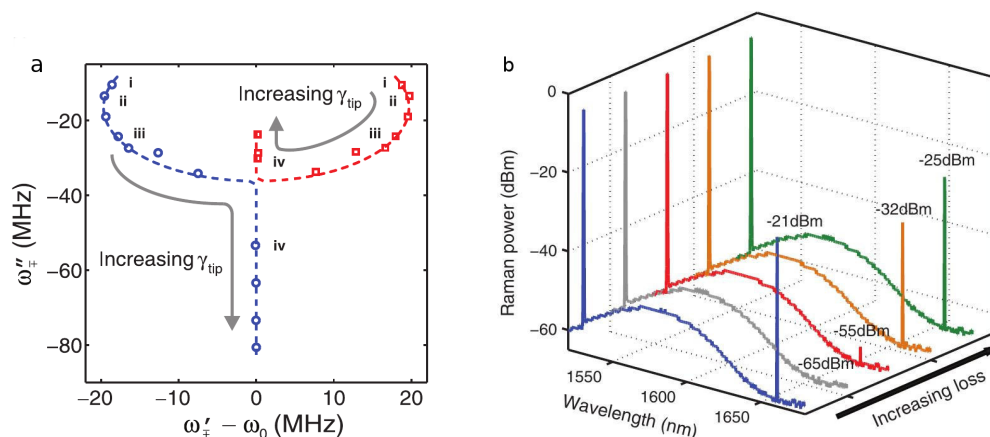 a
i
ii
iii
iv
i
ii
iii
iv
Increasing γtip
Increasing γtip
−20
−40
−60
−80
−20
−10
0
10
20
ω″∓ (MHz)
ω′∓ − ω0 (MHz)
b
0
−20
−40
−60
Raman power (dBm)
1550
1600
1650
Wavelength (nm)
-21dBm
-65dBm
-55dBm
-32dBm
-25dBm
Increasing loss